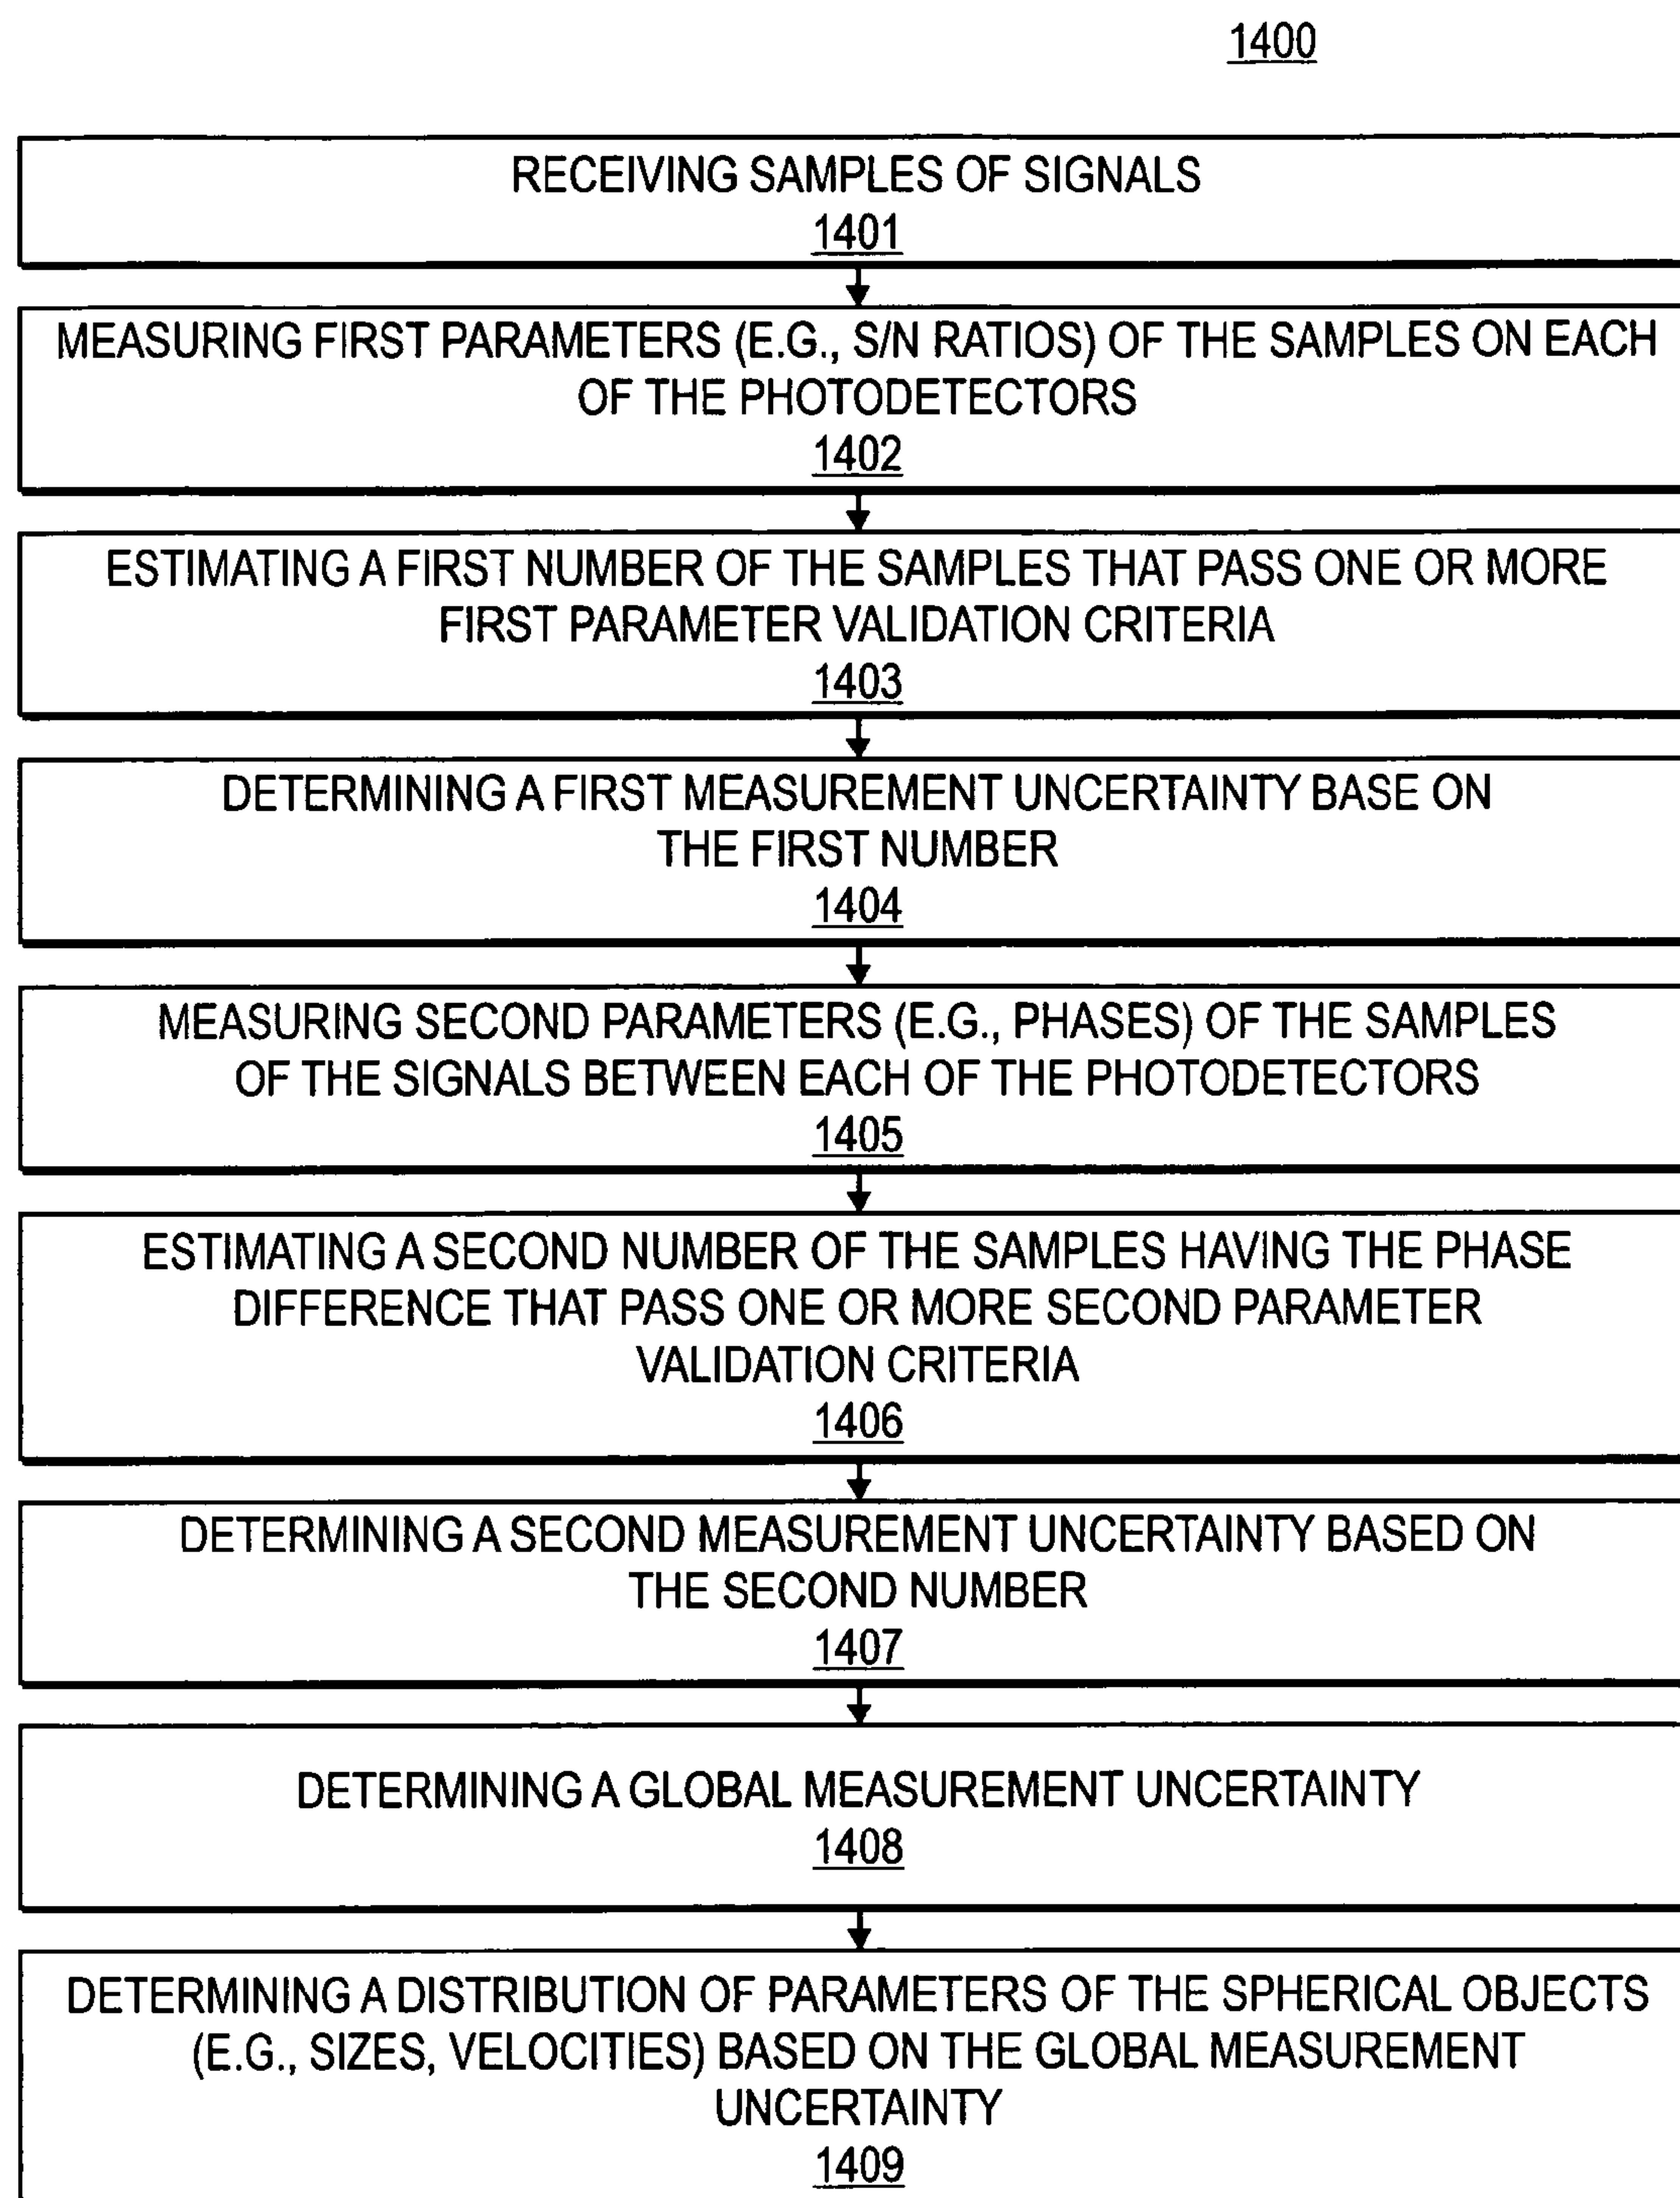 1400
RECEIVING SAMPLES OF SIGNALS
1401
MEASURING FIRST PARAMETERS (E.G., S/N RATIOS) OF THE SAMPLES ON EACH
OF THE PHOTODETECTORS
1402
ESTIMATING A FIRST NUMBER OF THE SAMPLES THAT PASS ONE OR MORE
FIRST PARAMETER VALIDATION CRITERIA
1403
DETERMINING A FIRST MEASUREMENT UNCERTAINTY BASE ON
THE FIRST NUMBER
1404
MEASURING SECOND PARAMETERS (E.G., PHASES) OF THE SAMPLES
OF THE SIGNALS BETWEEN EACH OF THE PHOTODETECTORS
1405
ESTIMATING A SECOND NUMBER OF THE SAMPLES HAVING THE PHASE
DIFFERENCE THAT PASS ONE OR MORE SECOND PARAMETER
VALIDATION CRITERIA
1406
DETERMINING A SECOND MEASUREMENT UNCERTAINTY BASED ON
THE SECOND NUMBER
1407
DETERMINING A GLOBAL MEASUREMENT UNCERTAINTY
1408
DETERMINING A DISTRIBUTION OF PARAMETERS OF THE SPHERICAL OBJECTS
(E.G., SIZES, VELOCITIES) BASED ON THE GLOBAL MEASUREMENT
UNCERTAINTY
1409